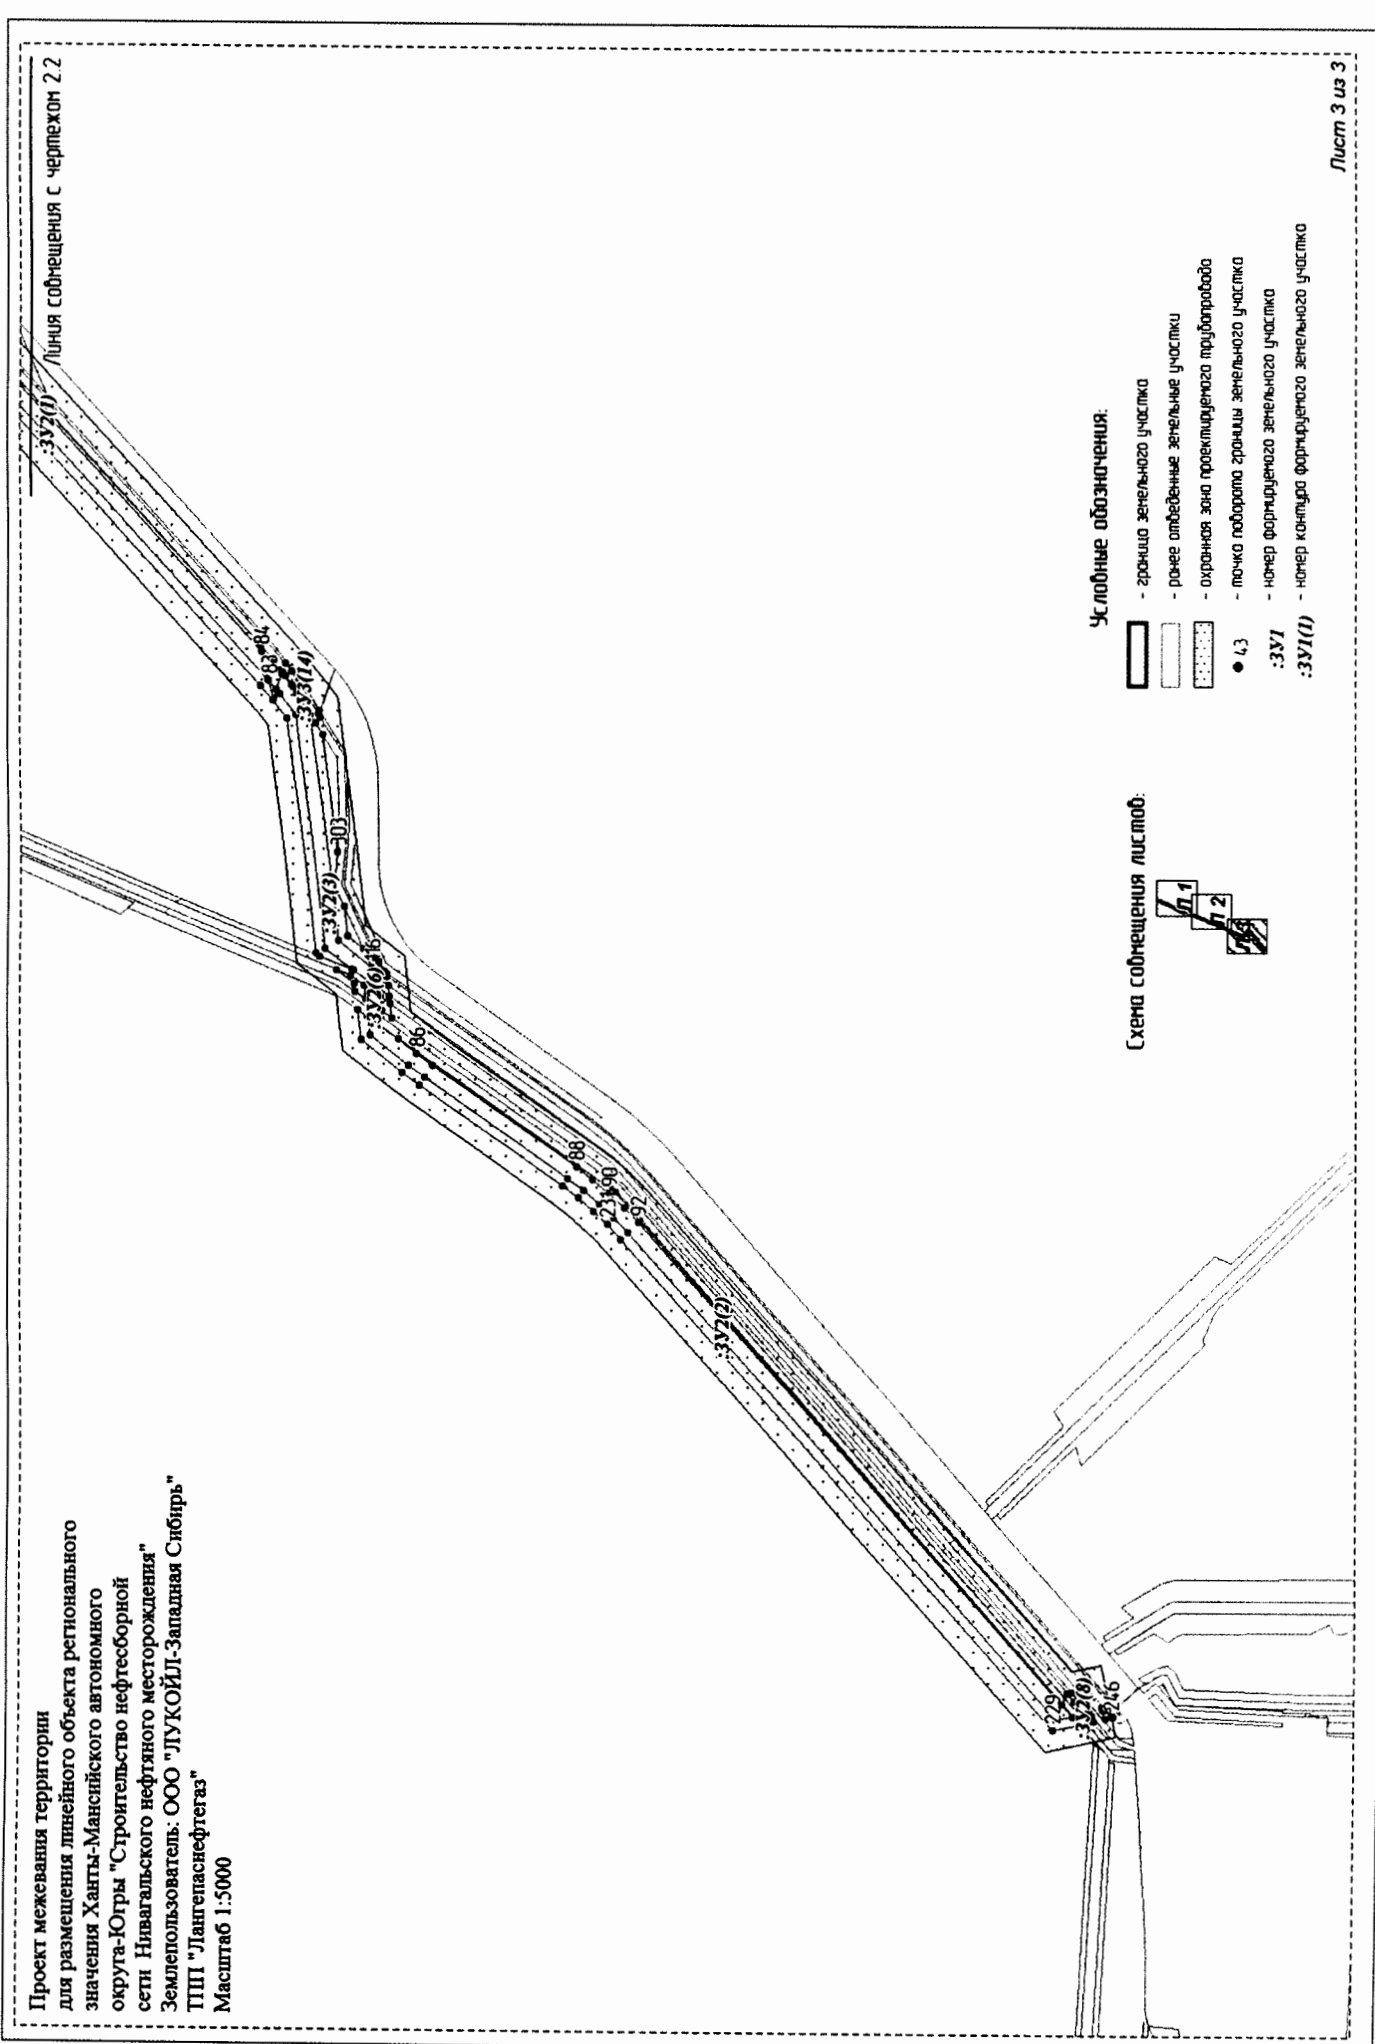 Проект межевания территории
для размещения линейного объекта регионального
значения Ханты-Мансийского автономного
округа-Югры "Строительство нефтесборной
сети Нивагальского нефтяного месторождения"
Землепользователь: ООО "ЛУКОЙЛ-Западная Сибирь"
ТПП "Лангепаснефтегаз"
Масштаб 1:5000
Линия совмещения с чертежом 2.2
:ЗУ2(1)
84
83
:ЗУ3(14)
303
:ЗУ2(3)
:ЗУ2(6)
86
88
90
231
92
:ЗУ2(2)
229
:ЗУ2(8)
246
Схема совмещения листов:
Л 1
Л 2
Условные обозначения:
- граница земельного участка
- ранее отведенные земельные участки
- охранная зона проектируемого трубопровода
43 - точка поворота границы земельного участка
:ЗУ1 - номер формируемого земельного участка
:ЗУ1(1) - номер контура формируемого земельного участка
Лист 3 из 3